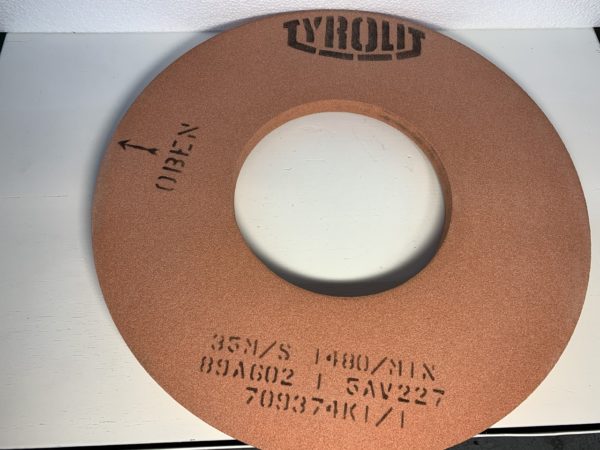 TYROLIT
OBEN
35M/S 1480/MIN
89A602 I 5AV227
709374K1/1